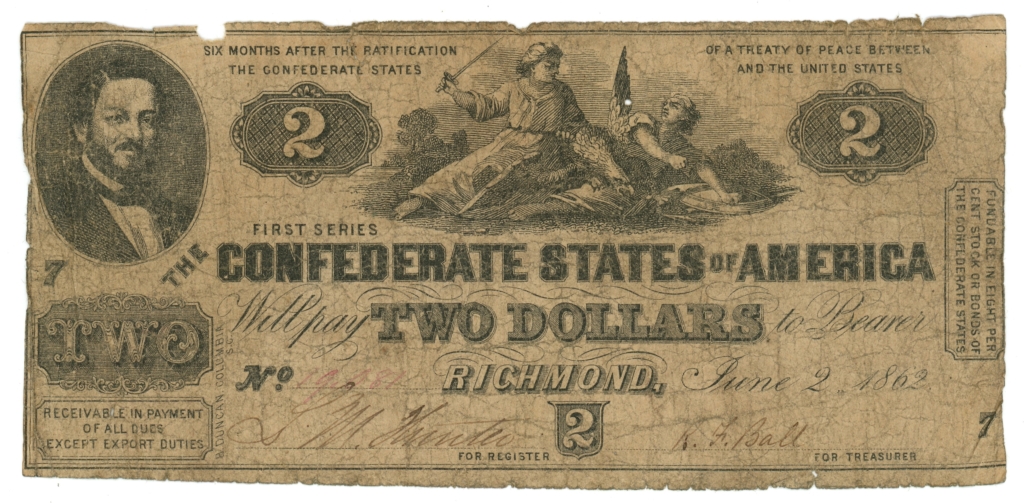 SIX MONTHS AFTER THE RATIFICATION
OF A TREATY OF PEACE BETWEEN
THE CONFEDERATE STATES
AND THE UNITED STATES
2
2
FIRST SERIES
THE CONFEDERATE STATES OF AMERICA
7
Will pay TWO DOLLARS to Bearer
TWO
No
RICHMOND, June 2 1862
RECEIVABLE IN PAYMENT
OF ALL DUES
EXCEPT EXPORT DUTIES
B. DUNCAN COLUMBIA
S.C.
2
FOR REGISTER
R. F. Ball
FOR TREASURER
FUNDABLE IN EIGHT PER
CENT STOCK OR BONDS OF
THE CONFEDERATE STATES
7